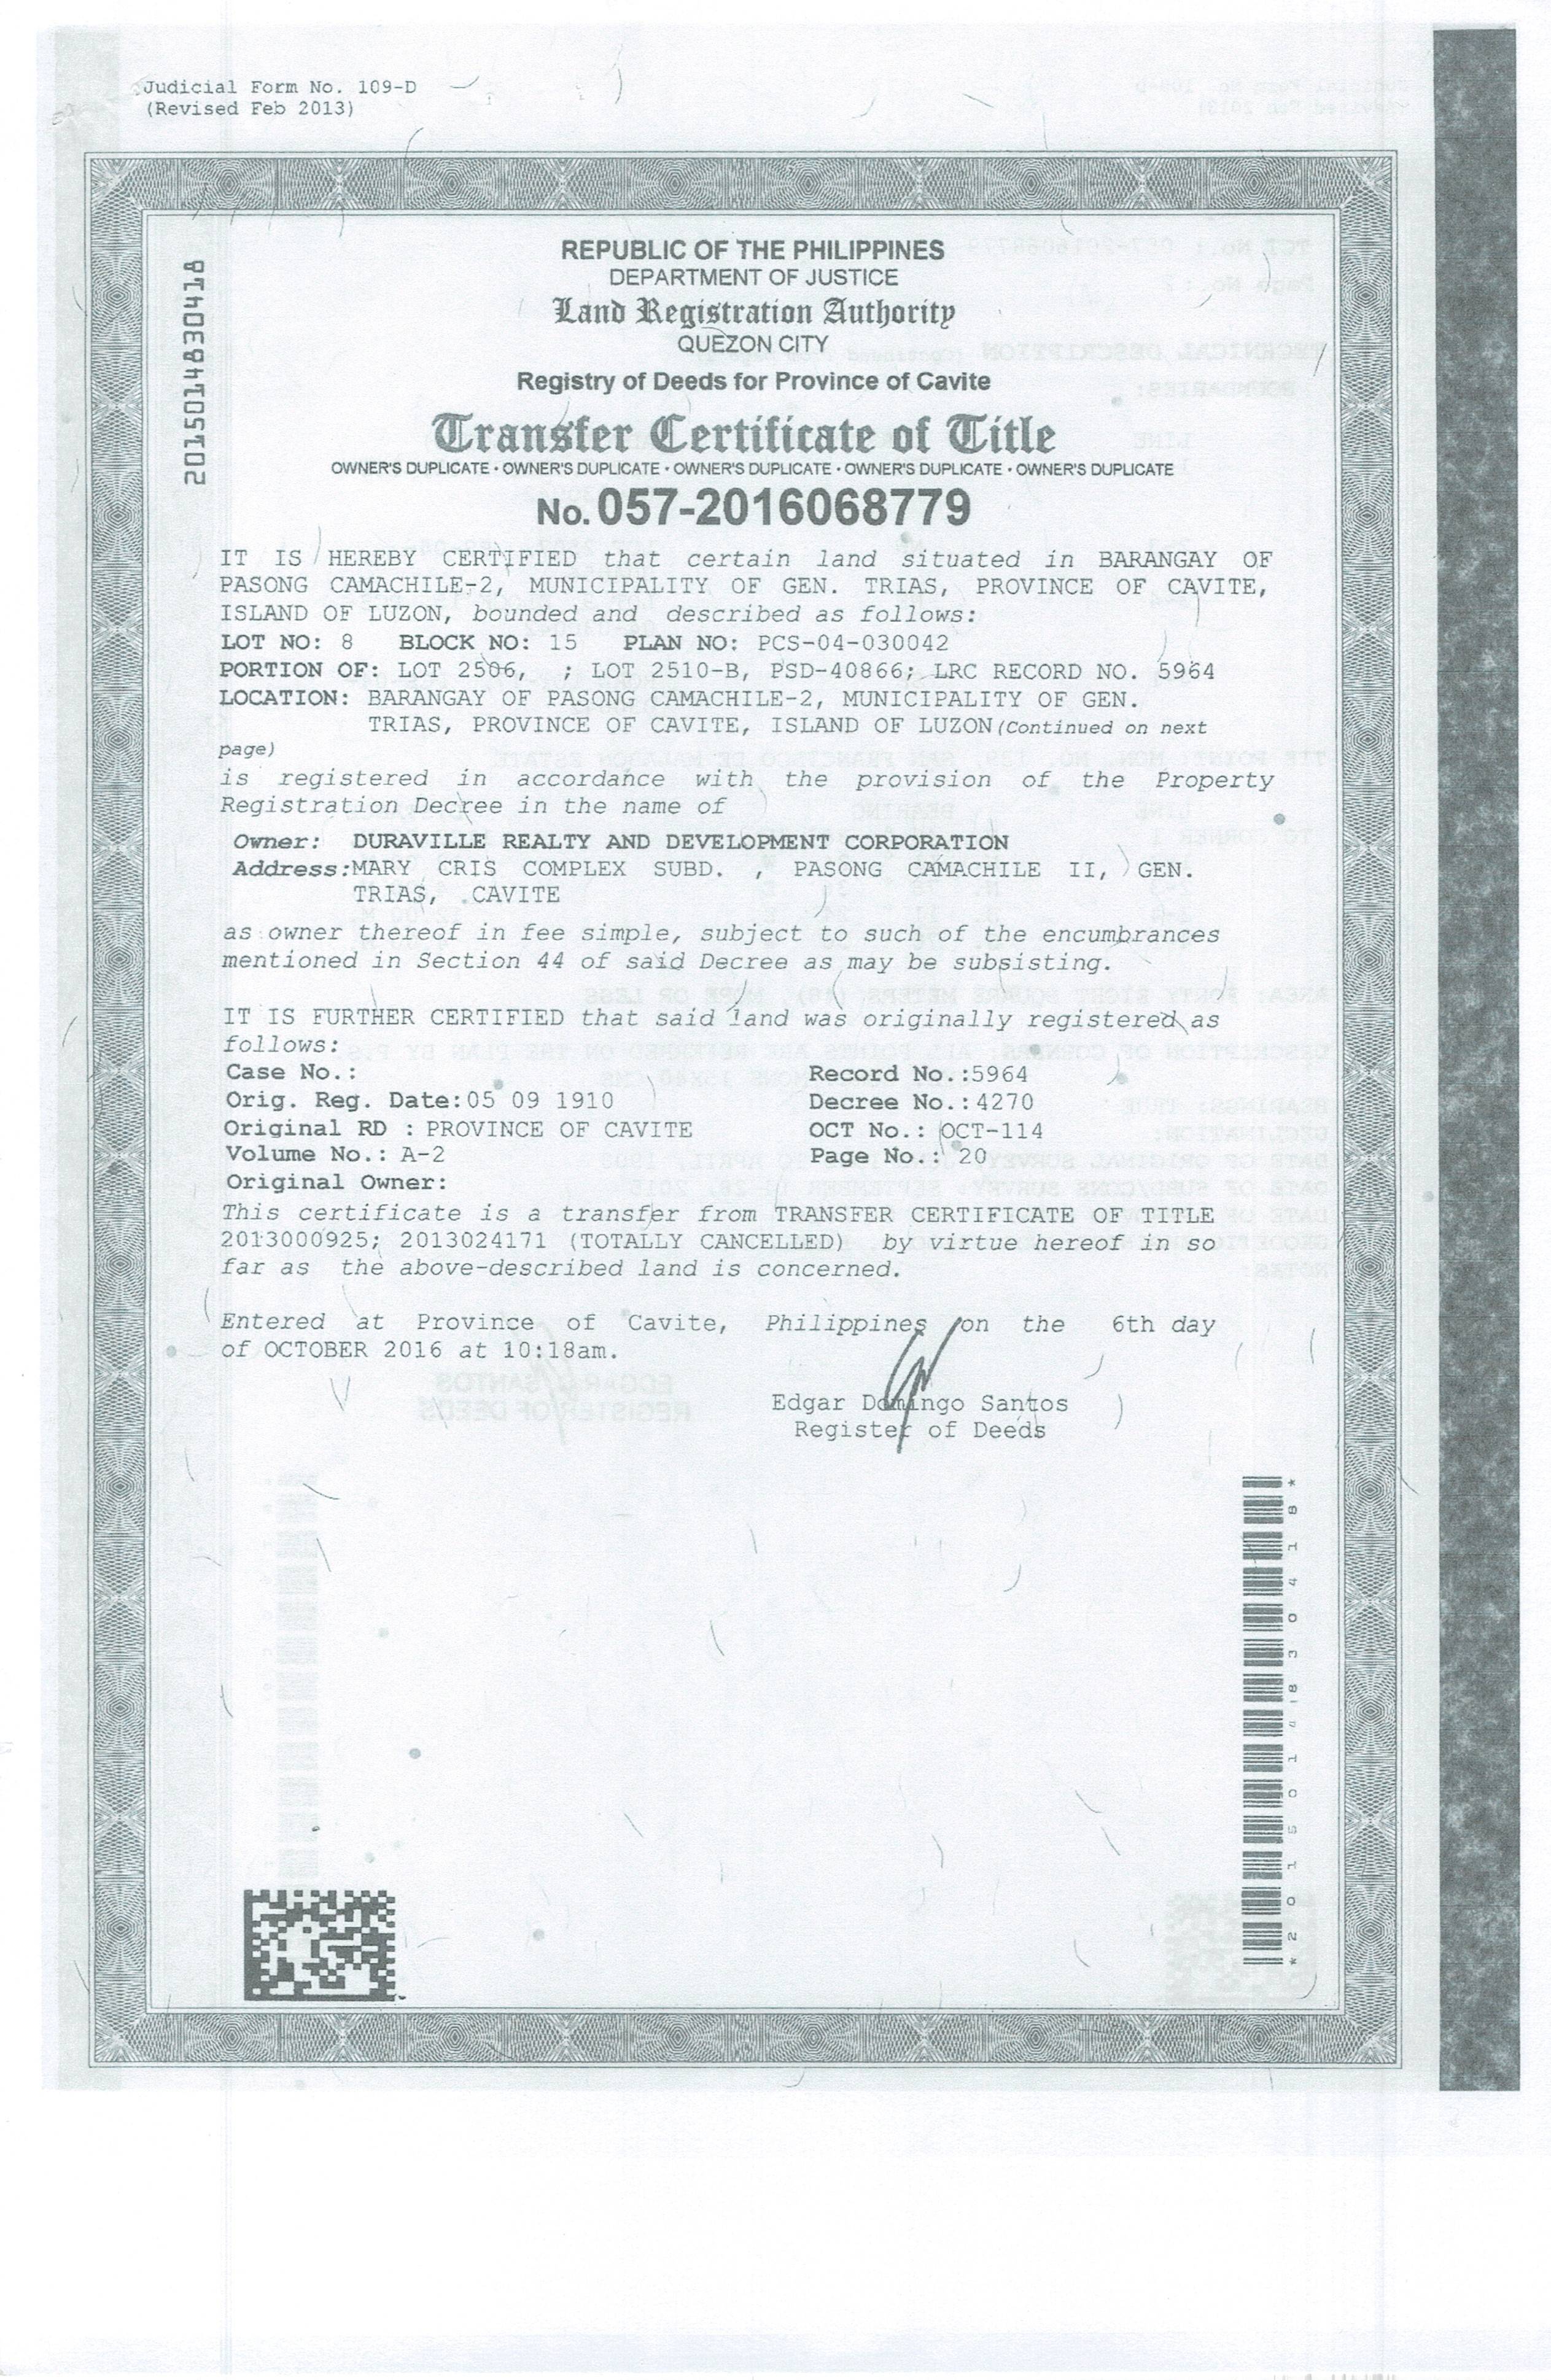 Judicial Form No. 109-D
(Revised Feb 2013)
2015014830418
REPUBLIC OF THE PHILIPPINES
DEPARTMENT OF JUSTICE
Land Registration Authority
QUEZON CITY
Registry of Deeds for Province of Cavite
Transfer Certificate of Title
OWNER'S DUPLICATE • OWNER'S DUPLICATE • OWNER'S DUPLICATE • OWNER'S DUPLICATE • OWNER'S DUPLICATE
No. 057-2016068779
IT IS HEREBY CERTIFIED that certain land situated in BARANGAY OF
PASONG CAMACHILE-2, MUNICIPALITY OF GEN. TRIAS, PROVINCE OF CAVITE,
ISLAND OF LUZON, bounded and described as follows:
LOT NO: 8 BLOCK NO: 15 PLAN NO: PCS-04-030042
PORTION OF: LOT 2506, ; LOT 2510-B, PSD-40866; LRC RECORD NO. 5964
LOCATION: BARANGAY OF PASONG CAMACHILE-2, MUNICIPALITY OF GEN.
TRIAS, PROVINCE OF CAVITE, ISLAND OF LUZON (Continued on next
page)
is registered in accordance with the provision of the Property
Registration Decree in the name of
Owner: DURAVILLE REALTY AND DEVELOPMENT CORPORATION
Address: MARY CRIS COMPLEX SUBD. , PASONG CAMACHILE II, GEN.
TRIAS, CAVITE
as owner thereof in fee simple, subject to such of the encumbrances
mentioned in Section 44 of said Decree as may be subsisting.
IT IS FURTHER CERTIFIED that said land was originally registered as
follows:
Case No.: Record No.:5964
Orig. Reg. Date:05 09 1910 Decree No.:4270
Original RD : PROVINCE OF CAVITE OCT No.: OCT-114
Volume No.: A-2 Page No.: 20
Original Owner:
This certificate is a transfer from TRANSFER CERTIFICATE OF TITLE
2013000925; 2013024171 (TOTALLY CANCELLED) by virtue hereof in so
far as the above-described land is concerned.
Entered at Province of Cavite, Philippines on the 6th day
of OCTOBER 2016 at 10:18am.
Edgar Domingo Santos
Register of Deeds
*2015014830418*